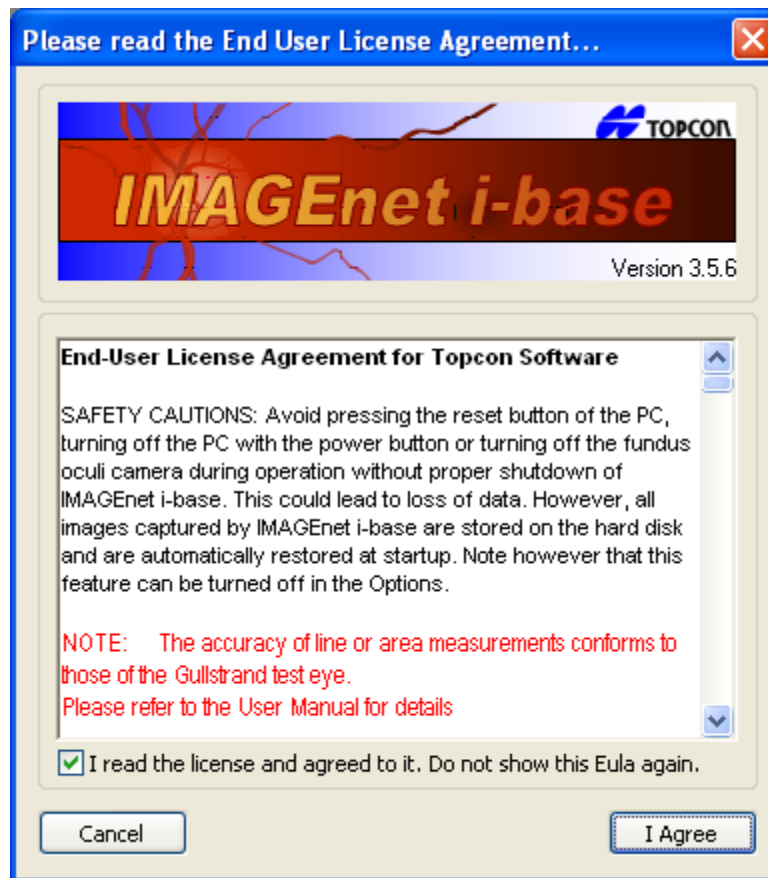 Please read the End User License Agreement...
TOPCON
IMAGEnet i-base
Version 3.5.6
End-User License Agreement for Topcon Software
SAFETY CAUTIONS: Avoid pressing the reset button of the PC,
turning off the PC with the power button or turning off the fundus
oculi camera during operation without proper shutdown of
IMAGEnet i-base. This could lead to loss of data. However, all
images captured by IMAGEnet i-base are stored on the hard disk
and are automatically restored at startup. Note however that this
feature can be turned off in the Options.
NOTE: The accuracy of line or area measurements conforms to
those of the Gullstrand test eye.
Please refer to the User Manual for details
I read the license and agreed to it. Do not show this Eula again.
Cancel
I Agree